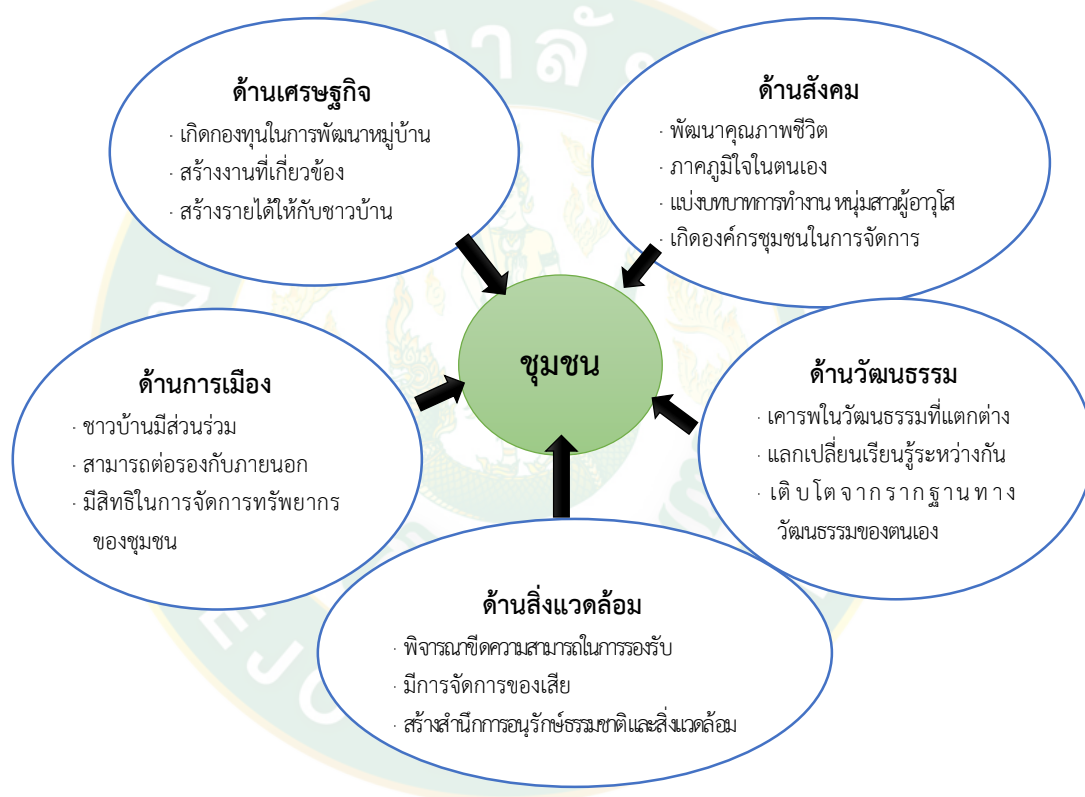 ด้านเศรษฐกิจ
· เกิดกองทุนในการพัฒนาหมู่บ้าน
· สร้างงานที่เกี่ยวข้อง
· สร้างรายได้ให้กับชาวบ้าน
ด้านสังคม
· พัฒนาคุณภาพชีวิต
· ภาคภูมิใจในตนเอง
· แบ่งบทบาทการทำงาน หนุ่มสาวผู้อาวุโส
· เกิดองค์กรชุมชนในการจัดการ
ชุมชน
ด้านการเมือง
· ชาวบ้านมีส่วนร่วม
· สามารถต่อรองกับภายนอก
· มีสิทธิในการจัดการทรัพยากร
ของชุมชน
ด้านวัฒนธรรม
· เคารพในวัฒนธรรมที่แตกต่าง
· แลกเปลี่ยนเรียนรู้ระหว่างกัน
· เติบโตจากรากฐานทาง
วัฒนธรรมของตนเอง
ด้านสิ่งแวดล้อม
· พิจารณาขีดความสามารถในการรองรับ
· มีการจัดการของเสีย
· สร้างสำนึกการอนุรักษ์ธรรมชาติและสิ่งแวดล้อม